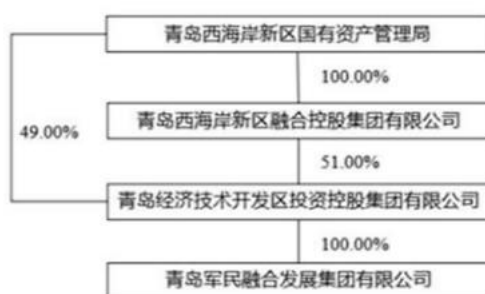 青岛西海岸新区国有资产管理局
100.00%
49.00%
青岛西海岸新区融合控股集团有限公司
51.00%
青岛经济技术开发区投资控股集团有限公司
100.00%
青岛军民融合发展集团有限公司